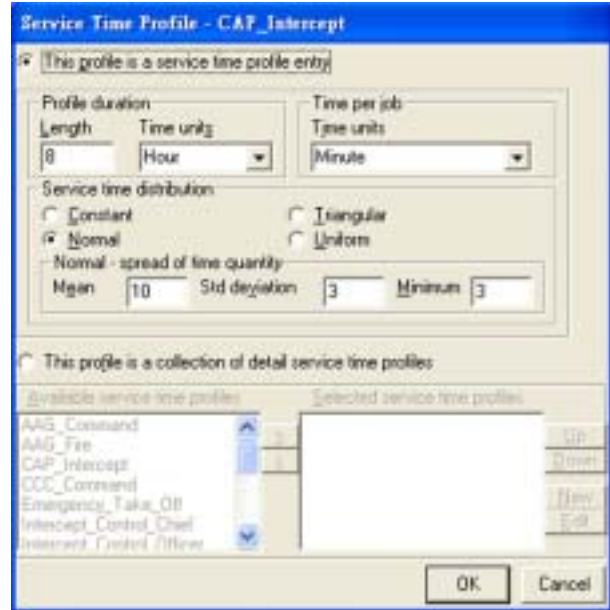 Service Time Profile - CAP_Intercept
This profile is a service time profile entry
Profile duration
Length
Time units
8
Hour
Time per job
Time units
Minute
Service time distribution
Constant
Triangular
Normal
Uniform
Normal - spread of time quantity
Mean 10 Std deviation 3 Minimum 3
This profile is a collection of detail service time profiles
Available service time profiles
Selected service time profiles
AAG_Command
AAG_Fire
CAP_Intercept
CCC_Command
Emergency_Take_Off
Intercept_Control_Chief
Intercept_Control_Officer
Up
Down
New
Edit
OK
Cancel